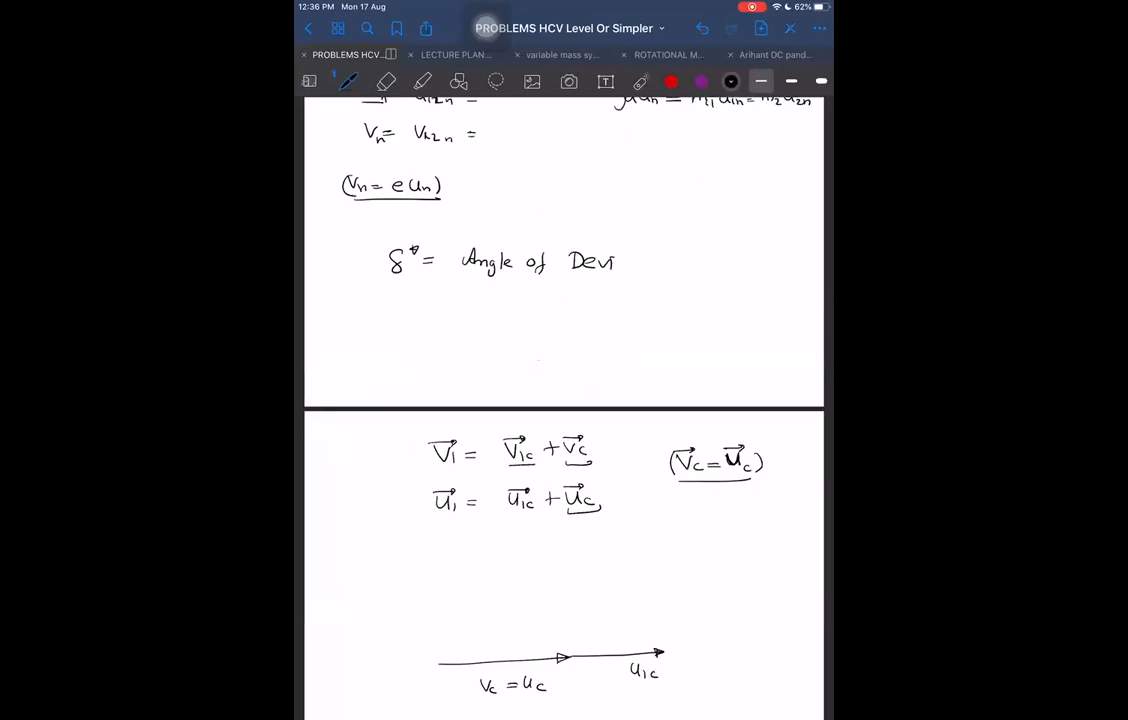 12:36 PM Mon 17 Aug 62%
PROBLEMS HCV Level Or Simpler
PROBLEMS HCV... LECTURE PLAN... variable mass sy... ROTATIONAL M... Arihant DC pand...
Vₙ = V₁₂ₙ =
(Vₙ = e uₙ)
δ* = Angle of Devi
V⃗₁ = V⃗₁c + V⃗c (V⃗c = u⃗c)
u⃗₁ = u⃗₁c + u⃗c
Vc = uc u₁c